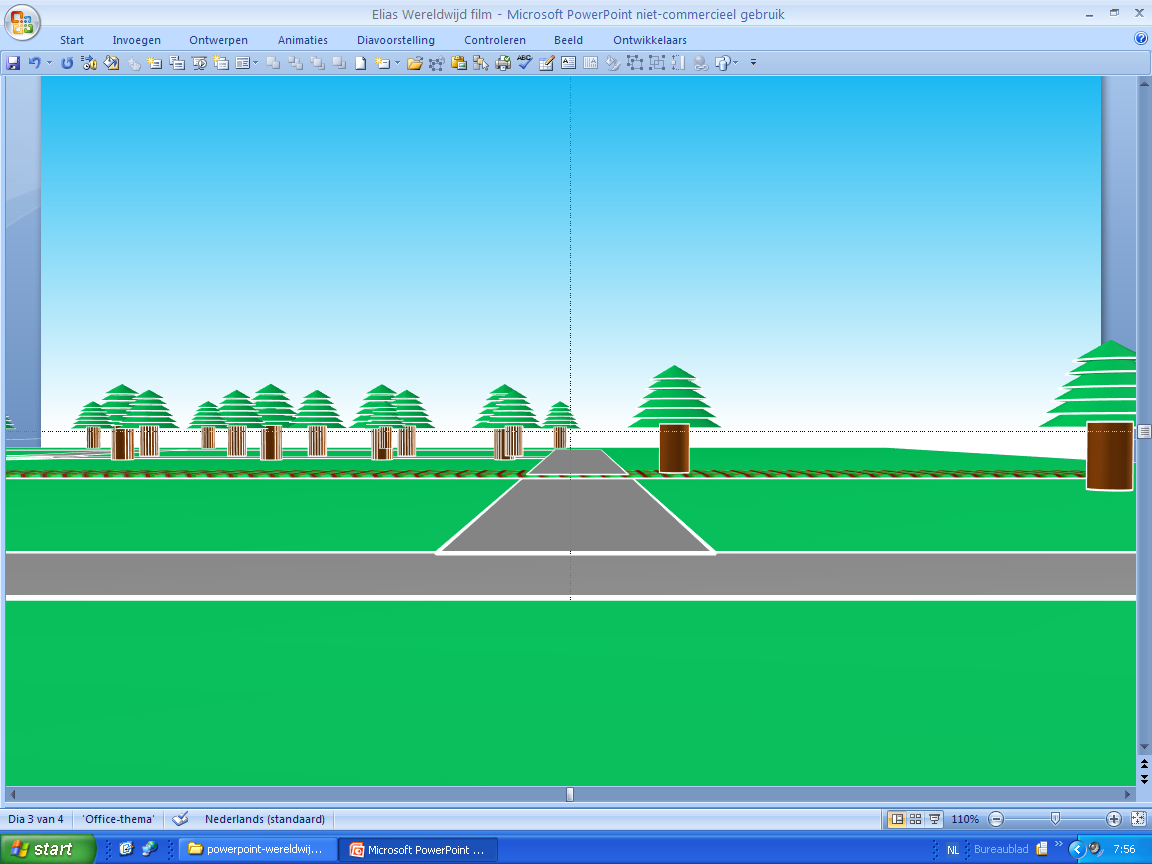 Elias Wereldwijd film - Microsoft PowerPoint niet-commercieel gebruik
Start Invoegen Ontwerpen Animaties Diavoorstelling Controleren Beeld Ontwikkelaars
ABC
Dia 3 van 4 'Office-thema' Nederlands (standaard) 110%
start powerpoint-wereldwij... Microsoft PowerPoint ... NL Bureaublad 7:56